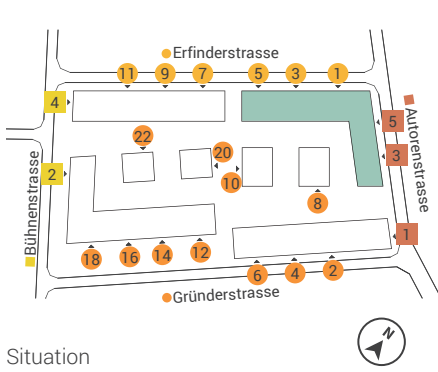 Erfinderstrasse
11 9 7 5 3 1
4
5
Autorenstrasse
22
20
3
2
10
8
Bühnenstrasse
18 16 14 12
1
6 4 2
Gründerstrasse
N
Situation